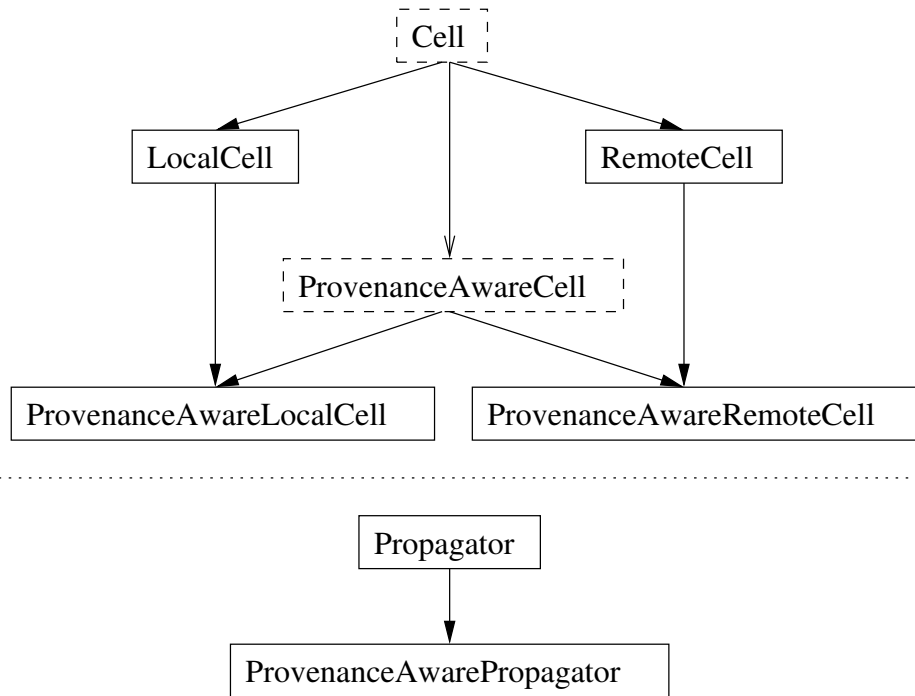 Cell
LocalCell
RemoteCell
ProvenanceAwareCell
ProvenanceAwareLocalCell
ProvenanceAwareRemoteCell
Propagator
ProvenanceAwarePropagator